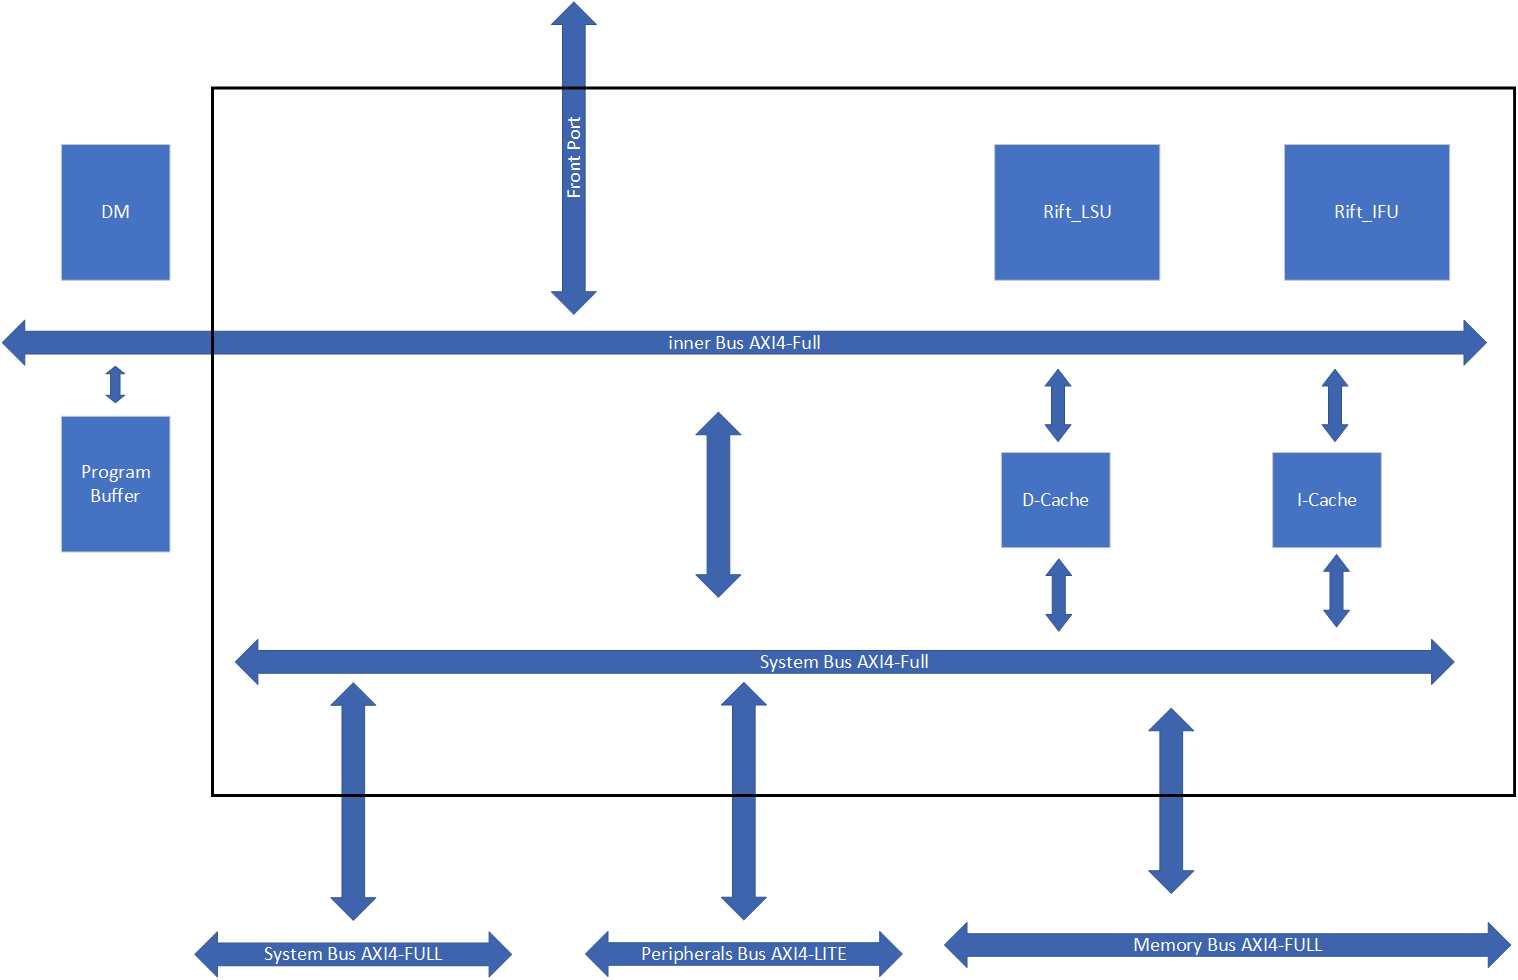 Front Port
DM
Rift_LSU
Rift_IFU
inner Bus AXI4-Full
Program
Buffer
D-Cache
I-Cache
System Bus AXI4-Full
System Bus AXI4-FULL
Peripherals Bus AXI4-LITE
Memory Bus AXI4-FULL